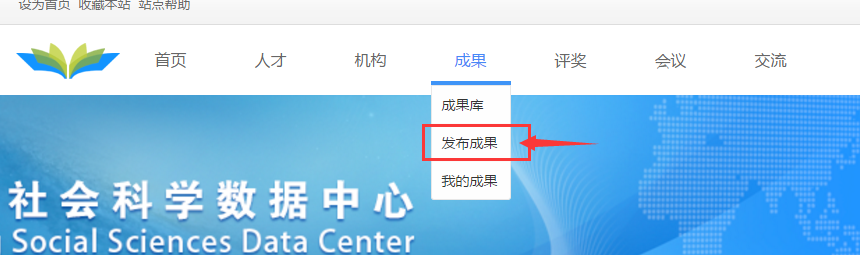 设为首页 收藏本站 站点帮助
首页 人才 机构 成果 评奖 会议 交流
成果库
发布成果
我的成果
社会科学数据中心
Social Sciences Data Center